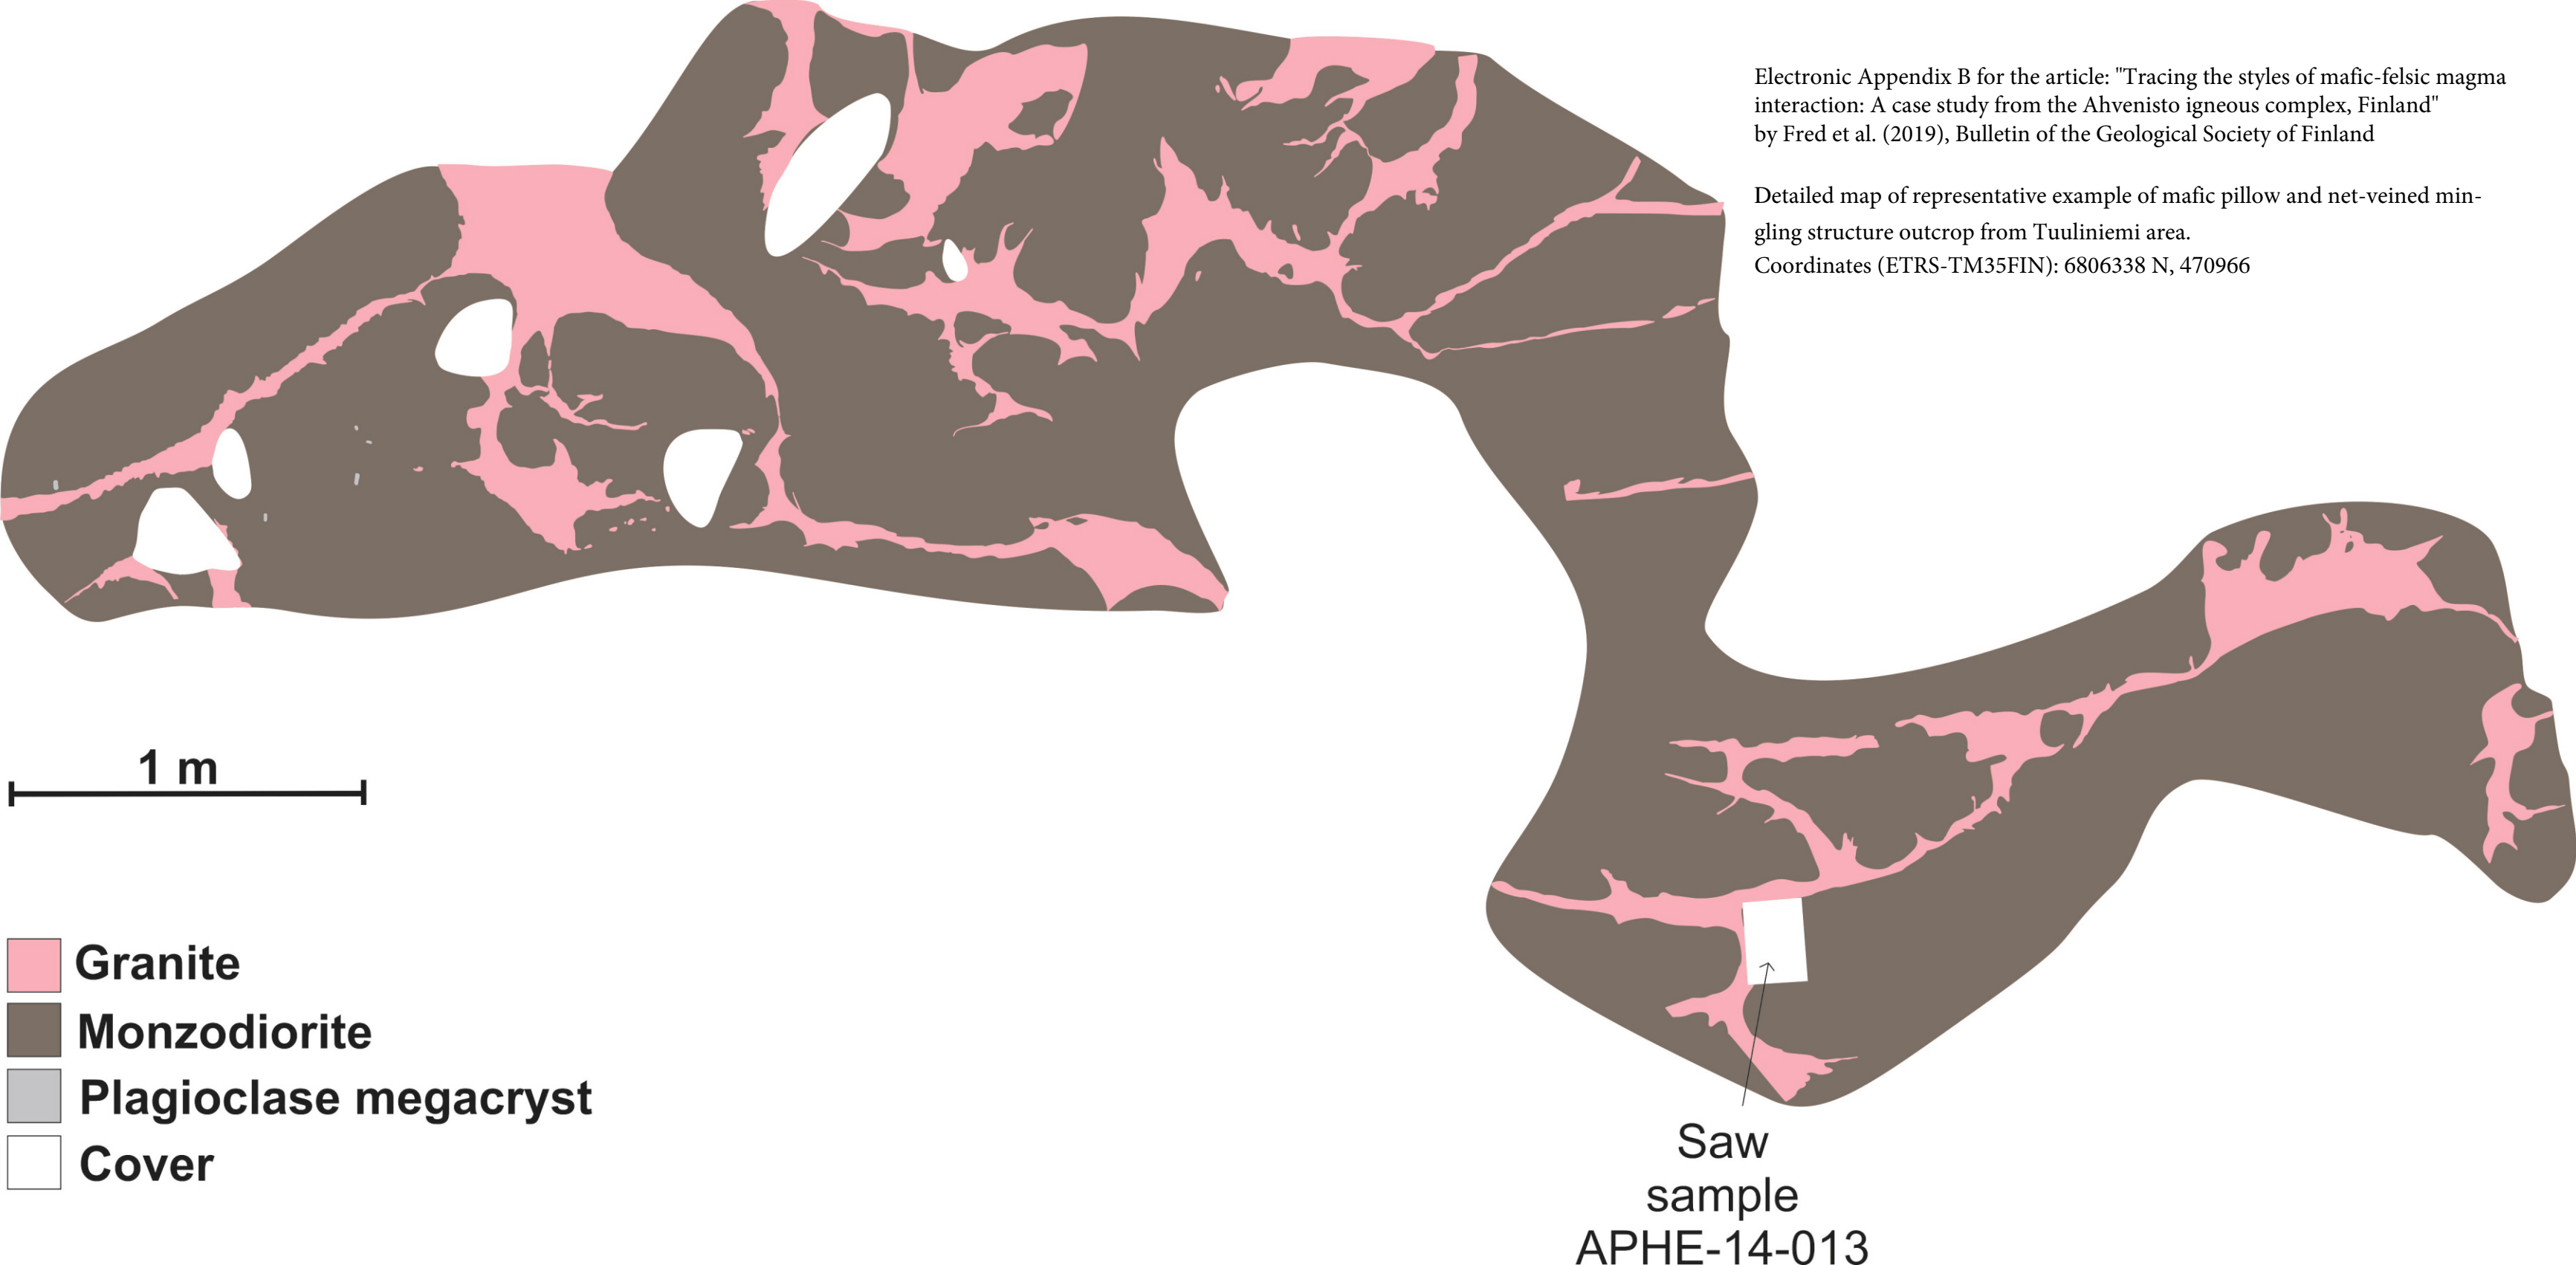 Electronic Appendix B for the article: "Tracing the styles of mafic-felsic magma
interaction: A case study from the Ahvenisto igneous complex, Finland"
by Fred et al. (2019), Bulletin of the Geological Society of Finland
Detailed map of representative example of mafic pillow and net-veined min-
gling structure outcrop from Tuuliniemi area.
Coordinates (ETRS-TM35FIN): 6806338 N, 470966
1 m
Granite
Monzodiorite
Plagioclase megacryst
Cover
Saw
sample
APHE-14-013